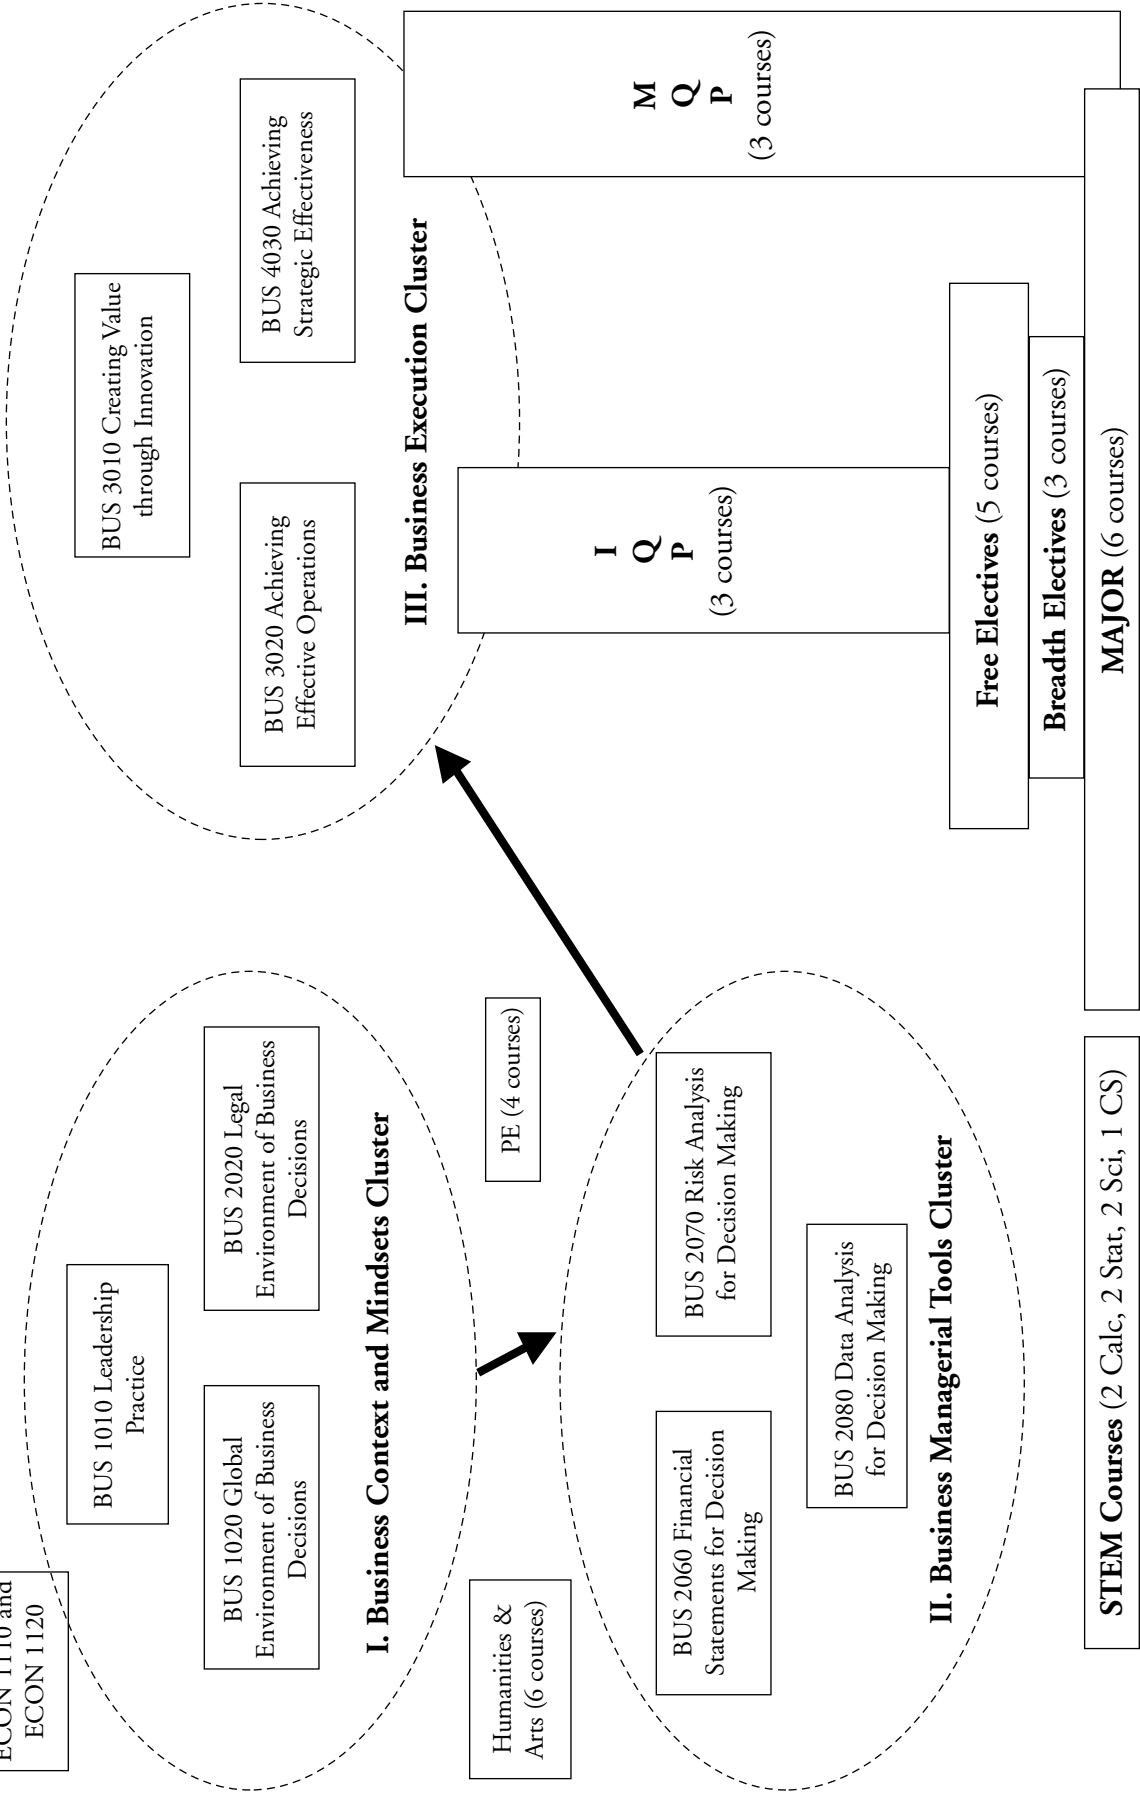 ECON 1110 and
ECON 1120
BUS 1010 Leadership
Practice
BUS 1020 Global
Environment of Business
Decisions
BUS 2020 Legal
Environment of Business
Decisions
I. Business Context and Mindsets Cluster
Humanities &
Arts (6 courses)
PE (4 courses)
BUS 2060 Financial
Statements for Decision
Making
BUS 2070 Risk Analysis
for Decision Making
BUS 2080 Data Analysis
for Decision Making
II. Business Managerial Tools Cluster
STEM Courses (2 Calc, 2 Stat, 2 Sci, 1 CS)
BUS 3010 Creating Value
through Innovation
BUS 3020 Achieving
Effective Operations
BUS 4030 Achieving
Strategic Effectiveness
III. Business Execution Cluster
I
Q
P
(3 courses)
M
Q
P
(3 courses)
Free Electives (5 courses)
Breadth Electives (3 courses)
MAJOR (6 courses)